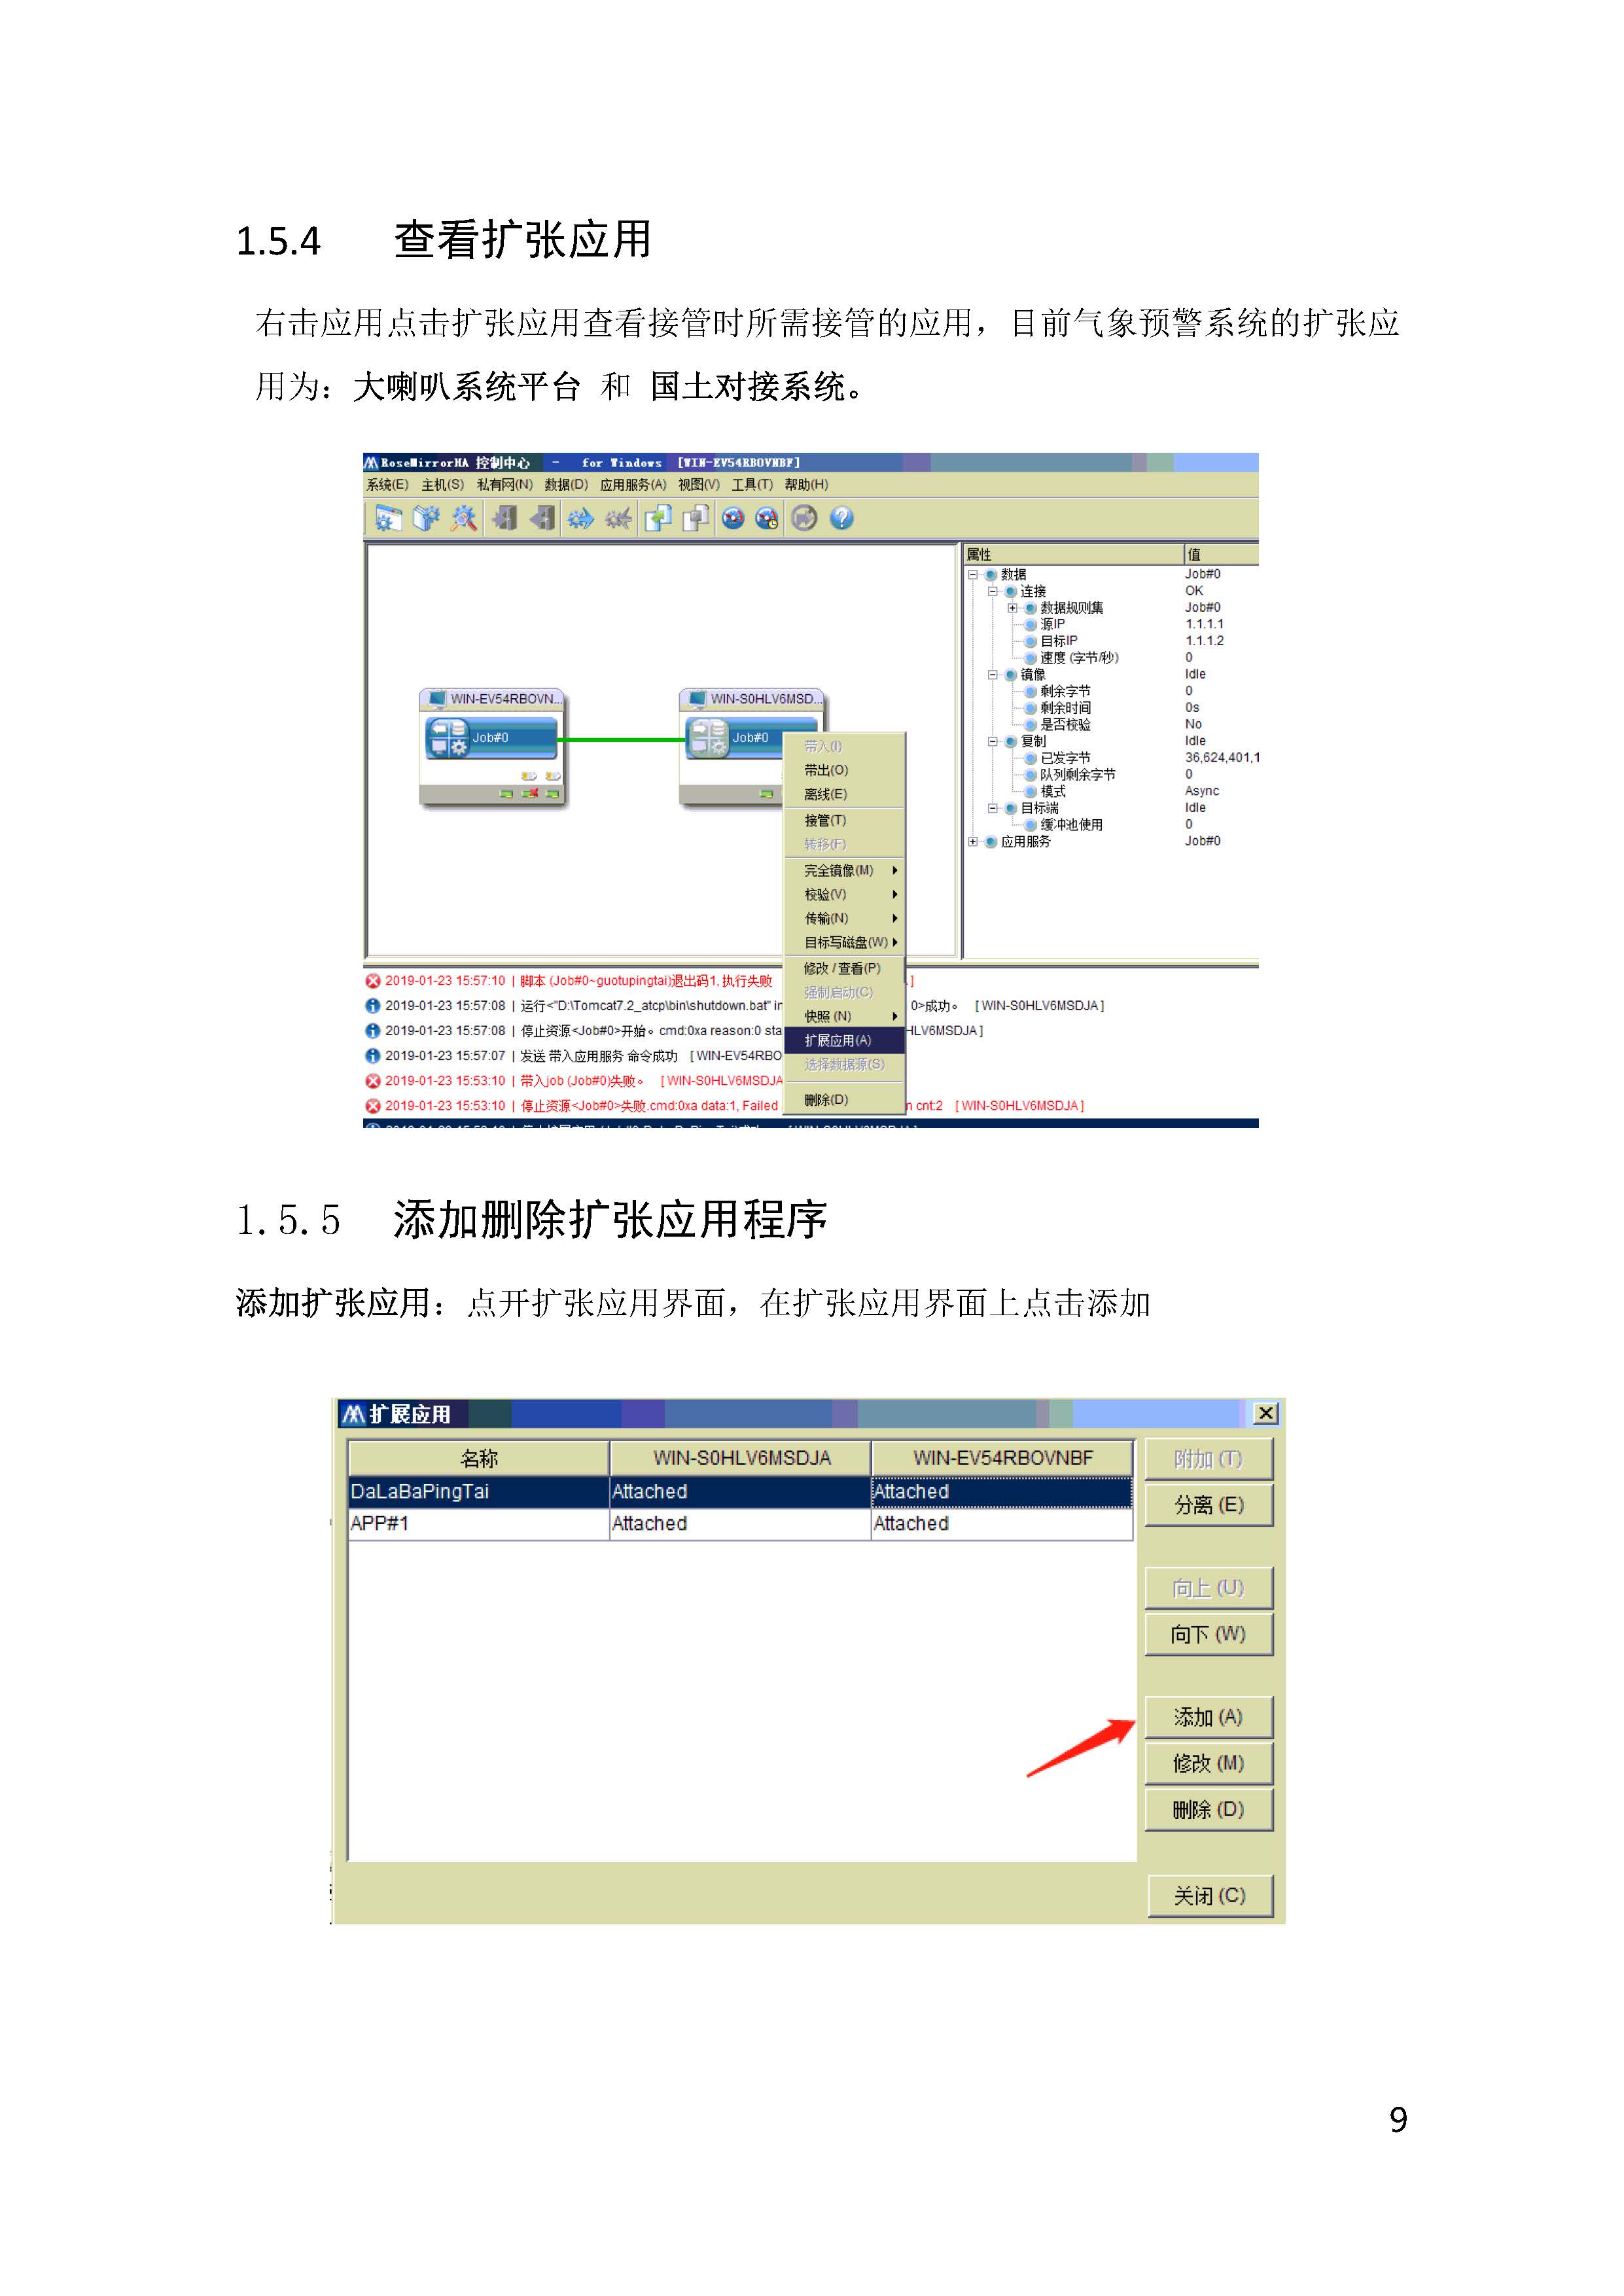 1.5.4 查看扩张应用
右击应用点击扩张应用查看接管时所需接管的应用，目前气象预警系统的扩张应
用为：大喇叭系统平台 和 国土对接系统。
RoseMirrorHA 控制中心 - for Windows [WIN-EV54RBOVNBF]
系统(E) 主机(S) 私有网(N) 数据(D) 应用服务(A) 视图(V) 工具(T) 帮助(H)
属性 值
数据 Job#0
连接 OK
数据规则集 Job#0
源IP 1.1.1.1
目标IP 1.1.1.2
速度 (字节/秒) 0
镜像 Idle
剩余字节 0
剩余时间 0s
是否校验 No
复制 Idle
已发字节 36,624,401,1
队列剩余字节 0
模式 Async
目标端 Idle
缓冲池使用 0
应用服务 Job#0
WIN-EV54RBOVN...
Job#0
WIN-S0HLV6MSD...
Job#0
带入(I)
带出(O)
离线(E)
接管(T)
转移(F)
完全镜像(M)
校验(V)
传输(N)
目标写磁盘(W)
修改 / 查看(P)
强制启动(C)
快照 (N)
扩展应用(A)
选择数据源(S)
删除(D)
2019-01-23 15:57:10 | 脚本 (Job#0~guotupingtai)退出码1, 执行失败 ]
2019-01-23 15:57:08 | 运行<"D:\Tomcat7.2_atcp\bin\shutdown.bat" in 0>成功。 [WIN-S0HLV6MSDJA]
2019-01-23 15:57:08 | 停止资源<Job#0>开始。cmd:0xa reason:0 sta HLV6MSDJA]
2019-01-23 15:57:07 | 发送 带入应用服务 命令成功 [WIN-EV54RBO
2019-01-23 15:53:10 | 带入job (Job#0)失败。 [WIN-S0HLV6MSDJA
2019-01-23 15:53:10 | 停止资源<Job#0>失败.cmd:0xa data:1, Failed n cnt:2 [WIN-S0HLV6MSDJA]
1.5.5 添加删除扩张应用程序
添加扩张应用：点开扩张应用界面，在扩张应用界面上点击添加
扩展应用
名称 WIN-S0HLV6MSDJA WIN-EV54RBOVNBF
DaLaBaPingTai Attached Attached
APP#1 Attached Attached
附加 (T)
分离 (E)
向上 (U)
向下 (W)
添加 (A)
修改 (M)
删除 (D)
关闭 (C)
9